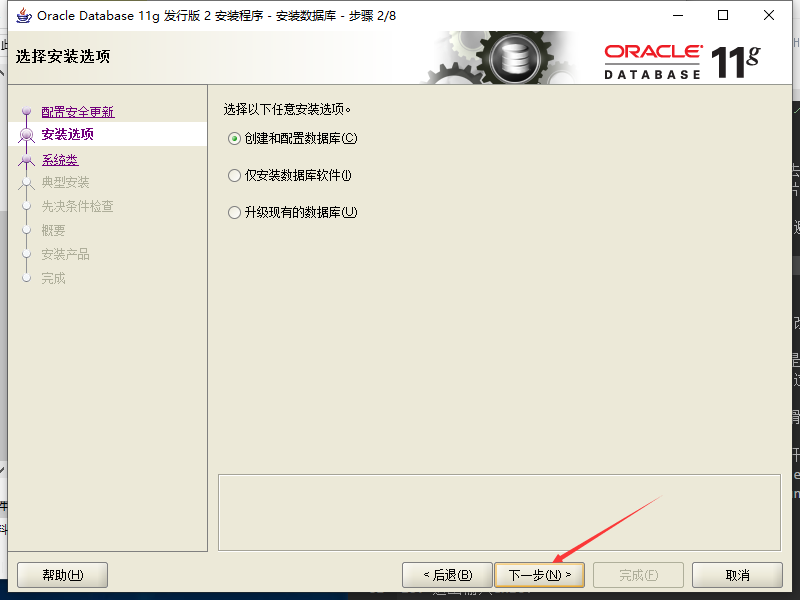 Oracle Database 11g 发行版 2 安装程序 - 安装数据库 - 步骤 2/8
选择安装选项
ORACLE
DATABASE
11g
配置安全更新
安装选项
系统类
典型安装
先决条件检查
概要
安装产品
完成
选择以下任意安装选项。
创建和配置数据库(C)
仅安装数据库软件(I)
升级现有的数据库(U)
帮助(H)
< 后退(B)
下一步(N) >
完成(F)
取消